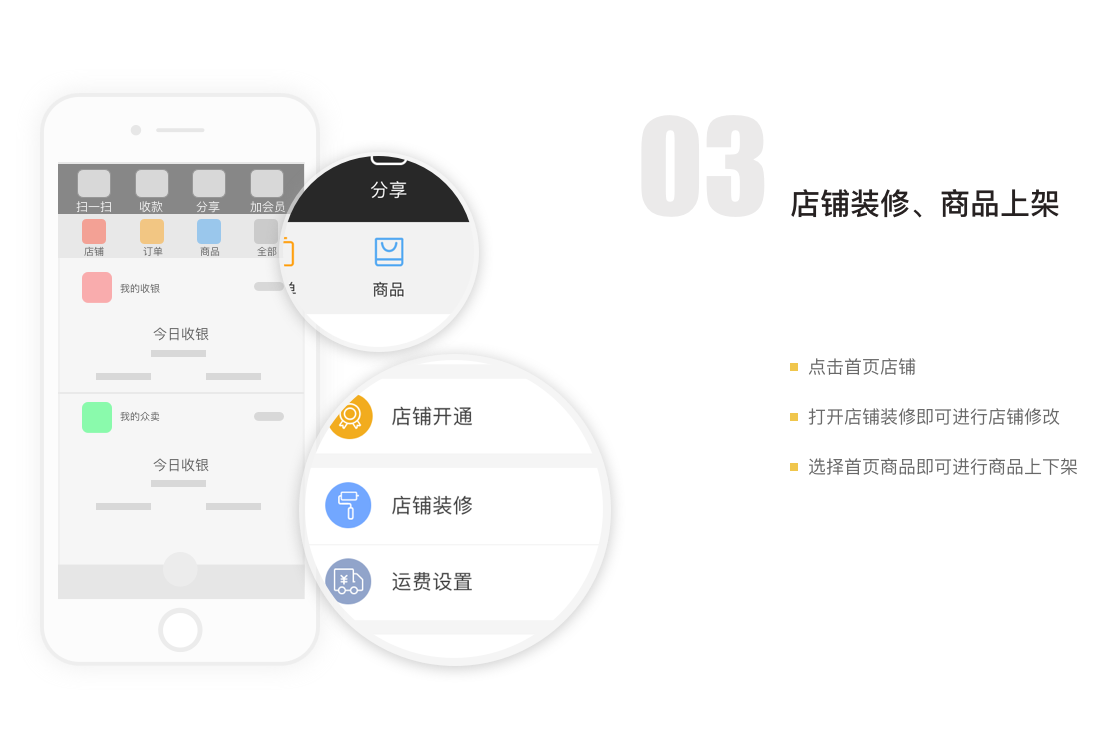 扫一扫 收款 分享 加会员
店铺 订单 商品 全部
我的收银
今日收银
我的众卖
今日收银
分享
单 商品
店铺开通
店铺装修
运费设置
03
店铺装修、商品上架
点击首页店铺
打开店铺装修即可进行店铺修改
选择首页商品即可进行商品上下架